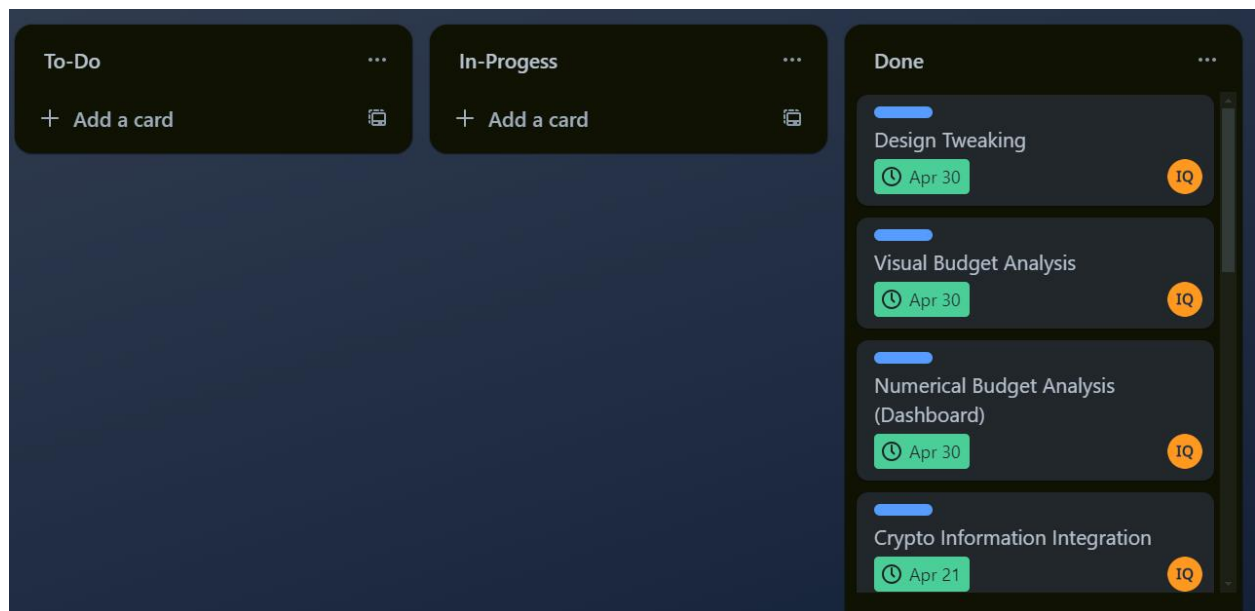 To-Do
Add a card
In-Progess
Add a card
Done
Design Tweaking
Apr 30
IQ
Visual Budget Analysis
Apr 30
IQ
Numerical Budget Analysis
(Dashboard)
Apr 30
IQ
Crypto Information Integration
Apr 21
IQ